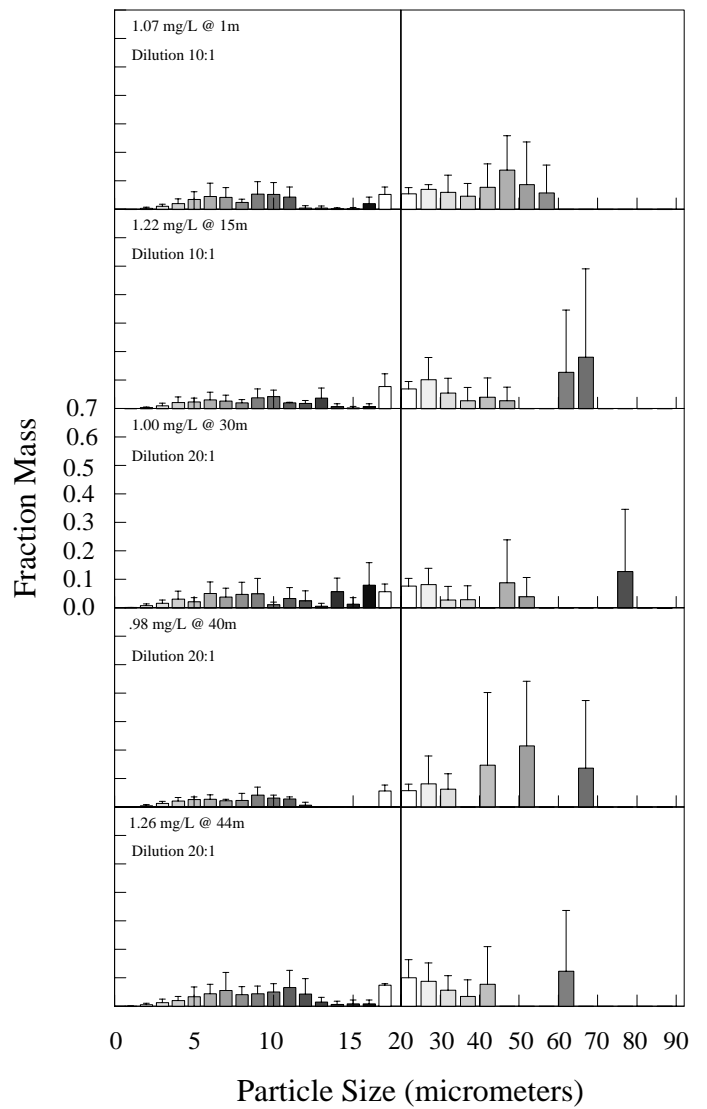 1.07 mg/L @ 1m
Dilution 10:1
1.22 mg/L @ 15m
Dilution 10:1
0.7
1.00 mg/L @ 30m
0.6
Dilution 20:1
0.5
0.4
0.3
0.2
0.1
0.0
Fraction Mass
.98 mg/L @ 40m
Dilution 20:1
1.26 mg/L @ 44m
Dilution 20:1
0 5 10 15 20 30 40 50 60 70 80 90
Particle Size (micrometers)